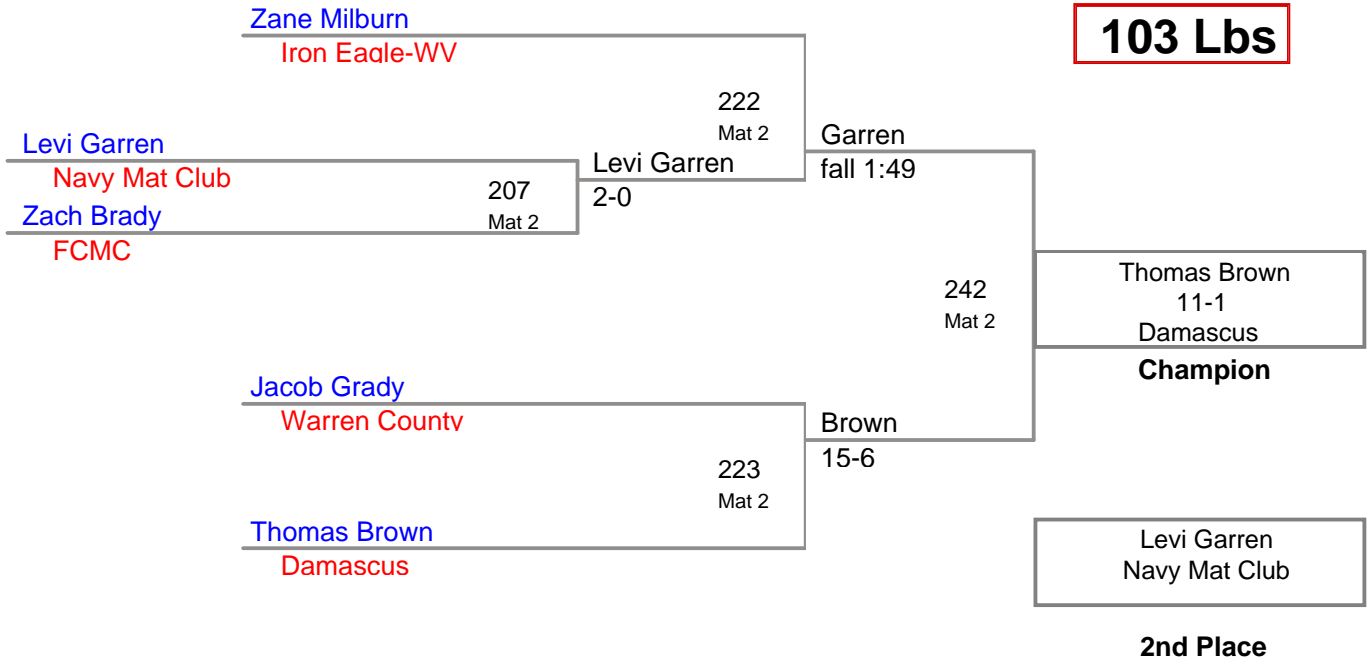 Zane Milburn
Iron Eagle-WV
103 Lbs
222
Mat 2
Levi Garren
Navy Mat Club
Zach Brady
FCMC
207
Mat 2
Levi Garren
2-0
Garren
fall 1:49
242
Mat 2
Thomas Brown
11-1
Damascus
Champion
Jacob Grady
Warren County
223
Mat 2
Brown
15-6
Thomas Brown
Damascus
Levi Garren
Navy Mat Club
2nd Place